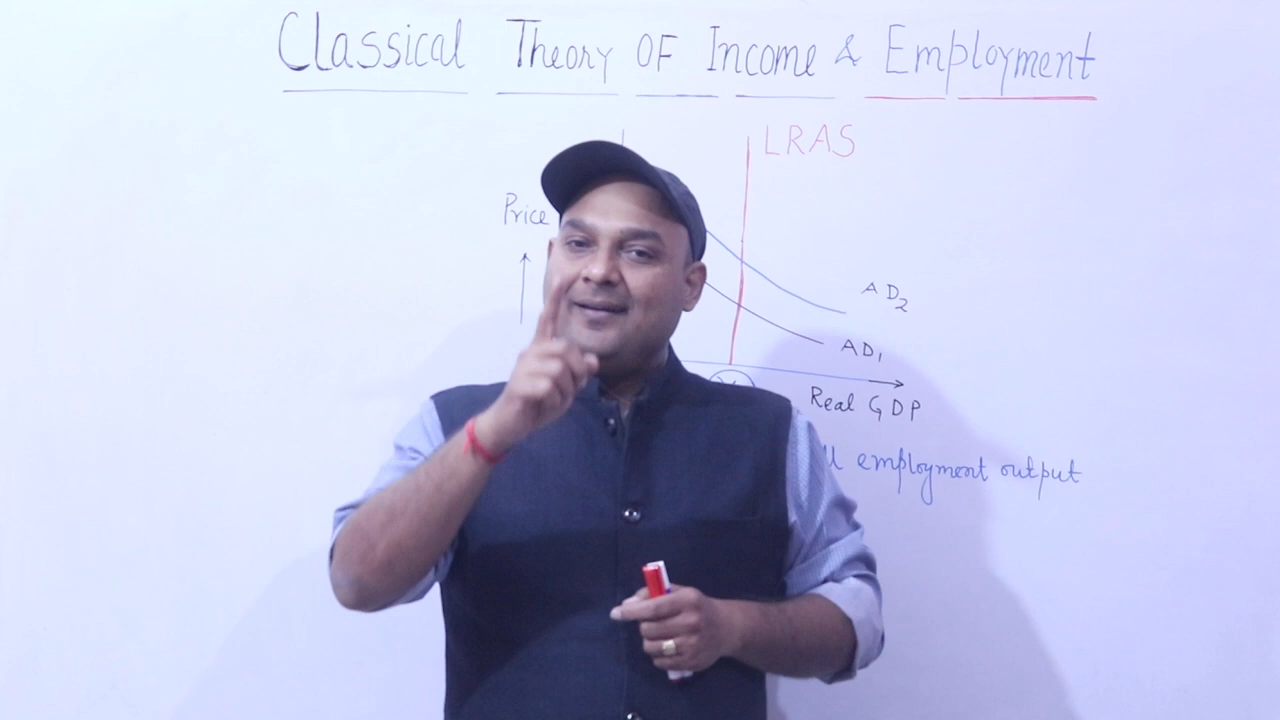 Classical Theory OF Income & Employment
LRAS
Price
AD2
AD1
Real GDP
employment output